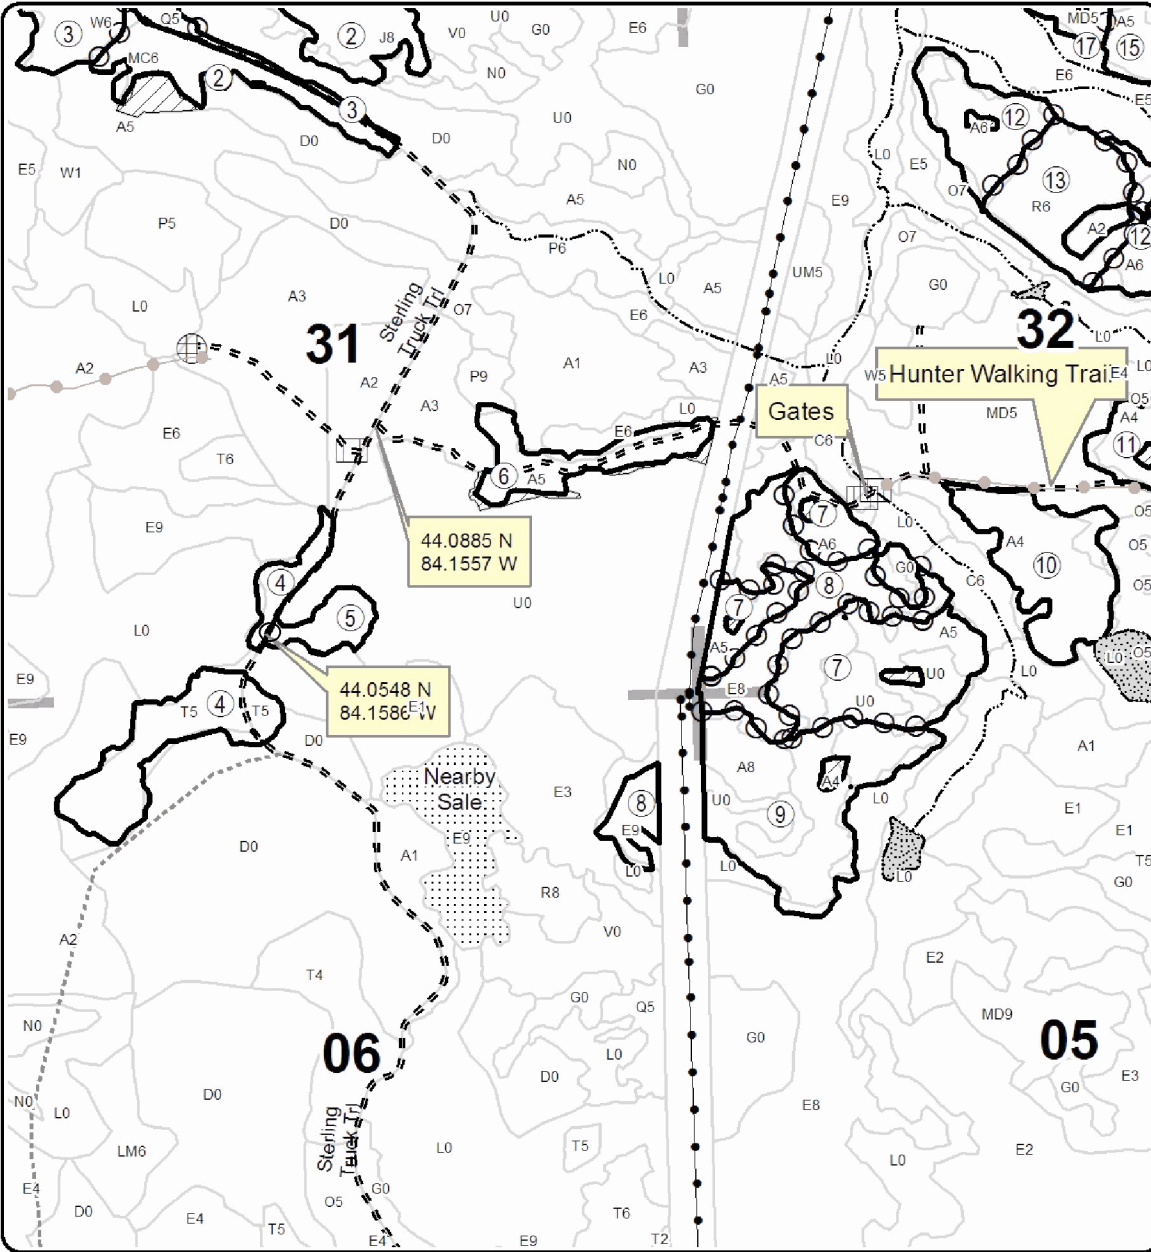 W6
Q5
3
MC6
2
J8
V0
U0
G0
N0
E6
G0
MD5
A5
17
15
E6
E5
2
A5
3
D0
D0
U0
N0
A5
L0
E5
A6
12
O7
13
R6
A2
12
A6
E5
W1
P5
D0
P6
E9
O7
L0
A3
Sterling
Truck Trl
O7
L0
A5
E6
UM5
G0
31
32
L0
A2
A2
A3
P9
A1
A3
A5
L0
W5
Hunter Walking Trail
E4
L0
L0
O5
A4
MD5
Gates
C6
11
E6
T6
E6
L0
6
A5
7
A6
L0
O5
E9
44.0885 N
84.1557 W
A4
10
O5
G0
C6
4
5
U0
8
7
A5
A5
O5
L0
7
U0
L0
L0
O5
E9
44.0548 N
84.1586 W
E1
E8
U0
4
T5
T5
E9
D0
A8
A4
A1
Nearby
Sale
E3
8
E9
U0
9
L0
E1
E1
E9
D0
A1
L0
L0
L0
T5
G0
R8
V0
A2
T4
E2
G0
Q5
MD9
N0
06
L0
G0
05
D0
E3
G0
N0
L0
D0
E8
Sterling
Truck Trl
LM6
L0
T5
E2
L0
E4
D0
E4
T5
O5
G0
E4
E9
T6
T2